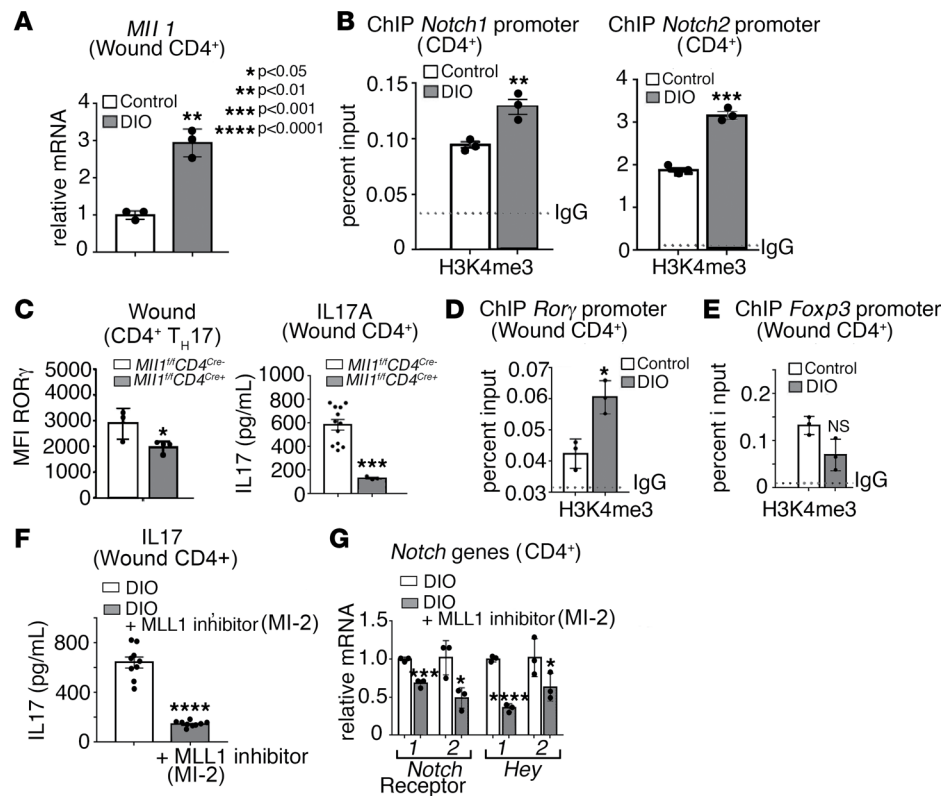 A
Mll 1
(Wound CD4+)
*p<0.05
**p<0.01
***p<0.001
****p<0.0001
Control
DIO
**
relative mRNA
4
3
2
1
0
B
ChIP Notch1 promoter
(CD4+)
Control
DIO
**
percent input
0.15
0.10
0.05
0
IgG
H3K4me3
ChIP Notch2 promoter
(CD4+)
Control
DIO
***
4
3
2
1
0
IgG
H3K4me3
C
Wound
(CD4+ TH17)
Mll1f/fCD4Cre-
Mll1f/fCD4Cre+
MFI RORγ
5000
4000
3000
2000
1000
0
*
IL17A
(Wound CD4+)
Mll1f/fCD4Cre-
Mll1f/fCD4Cre+
IL17 (pg/mL)
1000
800
600
400
200
0
***
D
ChIP Rorγ promoter
(Wound CD4+)
Control
DIO
*
percent input
0.07
0.06
0.05
0.04
0.03
IgG
H3K4me3
E
ChIP Foxp3 promoter
(Wound CD4+)
Control
DIO
NS
percent i nput
0.2
0.1
0
IgG
H3K4me3
F
IL17
(Wound CD4+)
DIO
DIO
+ MLL1 inhibitor (MI-2)
IL17 (pg/mL)
800
400
0
****
+ MLL1 inhibitor
(MI-2)
G
Notch genes (CD4+)
DIO
DIO
+ MLL1 inhibitor (MI-2)
relative mRNA
1.5
1.0
0.5
0
***
*
****
*
1 2 1 2
Notch
Receptor
Hey